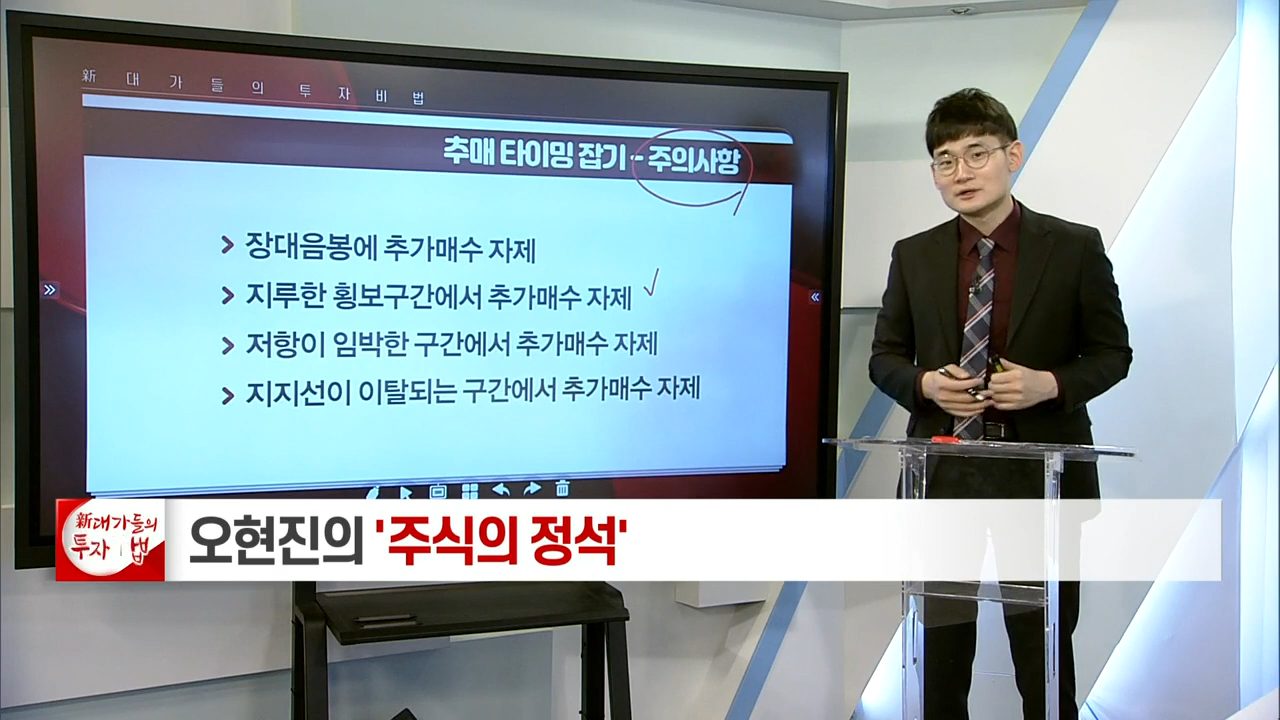 新 대 가 들 의 투 자 비 법
추매 타이밍 잡기 - 주의사항
장대음봉에 추가매수 자제
지루한 횡보구간에서 추가매수 자제
저항이 임박한 구간에서 추가매수 자제
지지선이 이탈되는 구간에서 추가매수 자제
新대가들의
투자 법
오현진의 '주식의 정석'